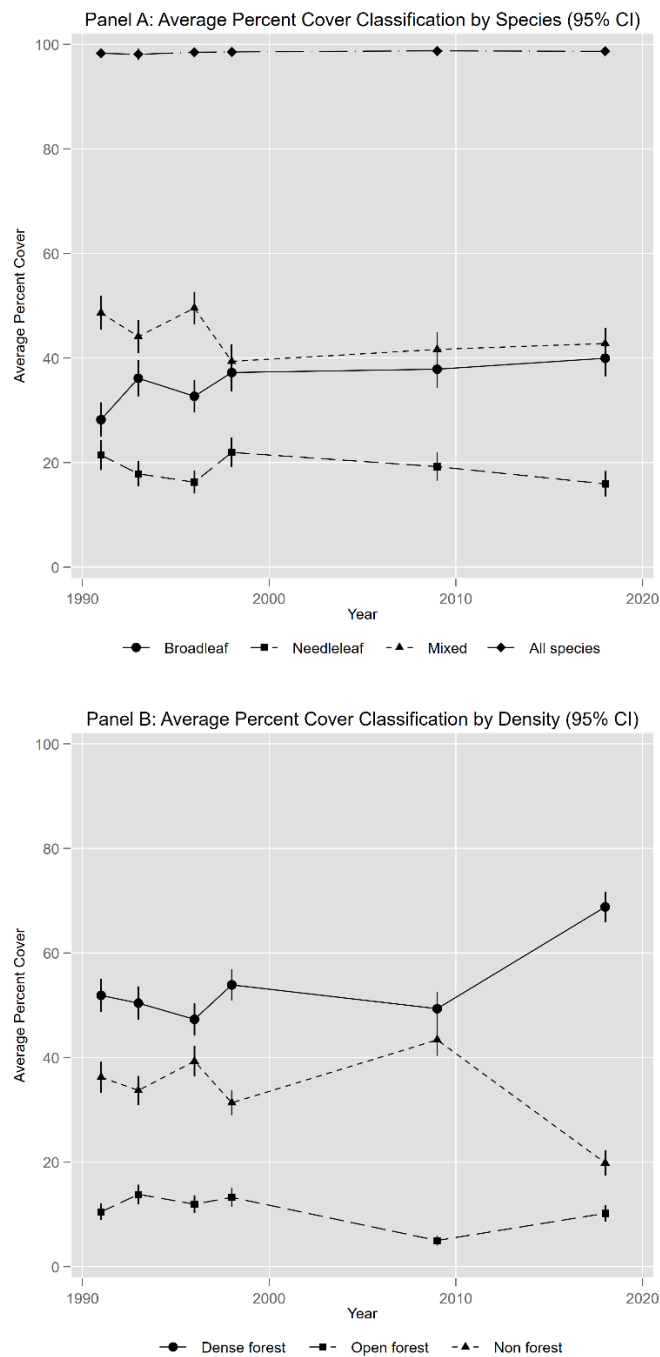 Panel A: Average Percent Cover Classification by Species (95% CI)
100
80
60
40
20
0
Average Percent Cover
1990 2000 2010 2020
Year
Broadleaf Needleleaf Mixed All species
Panel B: Average Percent Cover Classification by Density (95% CI)
100
80
60
40
20
0
Average Percent Cover
1990 2000 2010 2020
Year
Dense forest Open forest Non forest